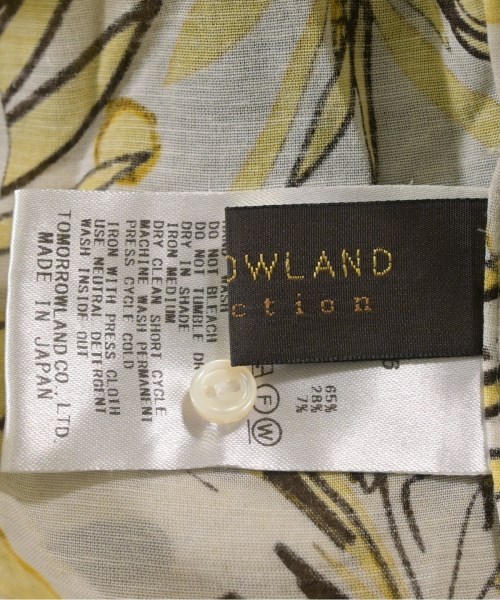 OWLAND
ction
6
65%
28%
7%
F W
DO NOT BLEACH
DO NOT TUMBLE DR
DRY IN SHADE
IRON MEDIUM
DRY CLEAN SHORT CYCLE
MACHINE WASH PERMANENT
PRESS CYCLE COLD
IRON WITH PRESS CLOTH
USE NEUTRAL DETERGENT
WASH INSIDE OUT
TOMORROWLAND CO., LTD.
MADE IN JAPAN